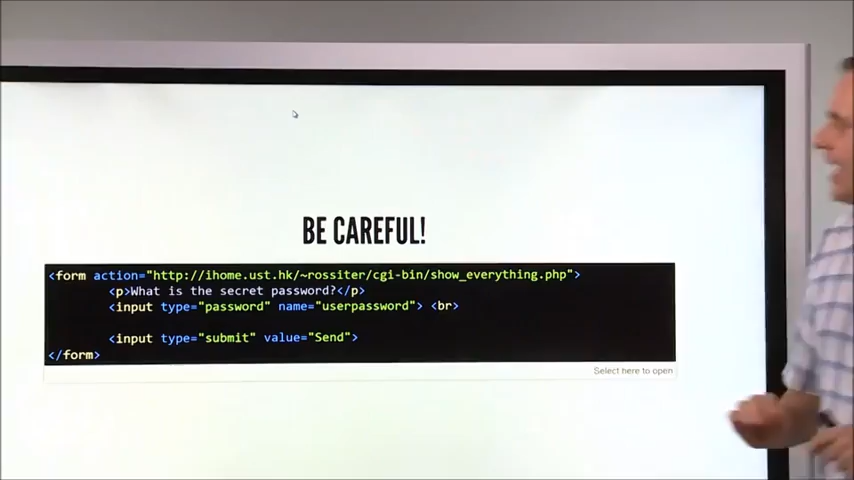 BE CAREFUL!
<form action="http://ihome.ust.hk/~rossiter/cgi-bin/show_everything.php">
<p>What is the secret password?</p>
<input type="password" name="userpassword"> <br>
<input type="submit" value="Send">
</form>
Select here to open